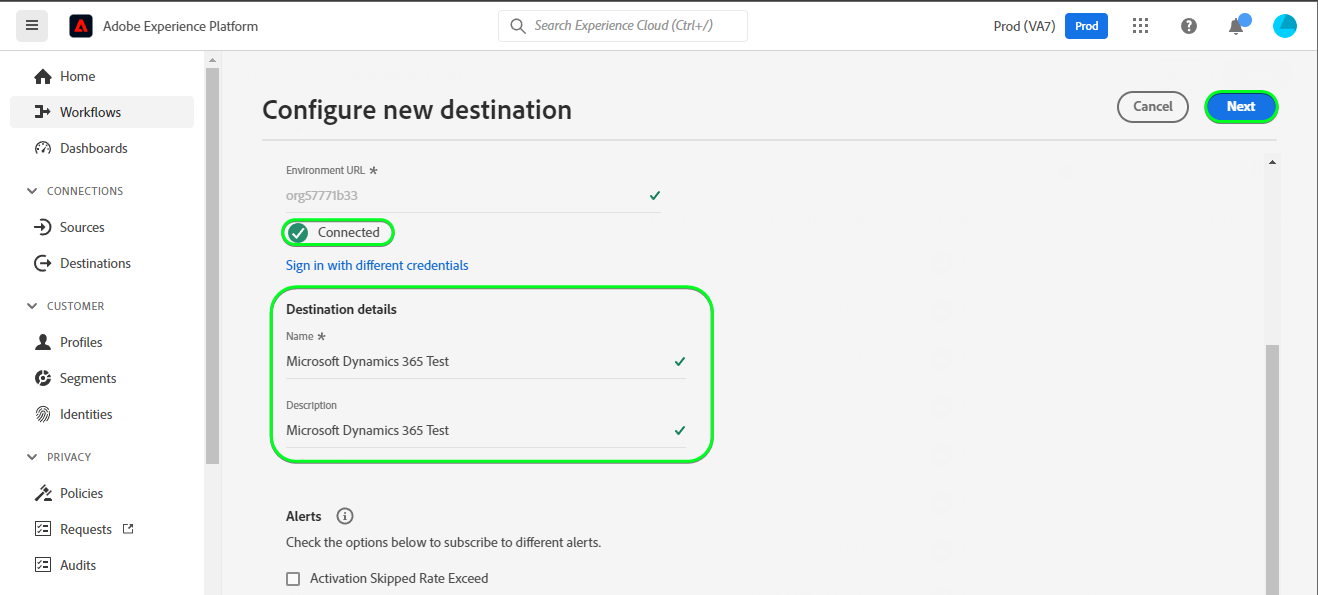 Adobe Experience Platform
Search Experience Cloud (Ctrl+/)
Prod (VA7)
Prod
Home
Workflows
Dashboards
CONNECTIONS
Sources
Destinations
CUSTOMER
Profiles
Segments
Identities
PRIVACY
Policies
Requests
Audits
Configure new destination
Cancel
Next
Environment URL *
org57771b33
Connected
Sign in with different credentials
Destination details
Name *
Microsoft Dynamics 365 Test
Description
Microsoft Dynamics 365 Test
Alerts
Check the options below to subscribe to different alerts.
Activation Skipped Rate Exceed